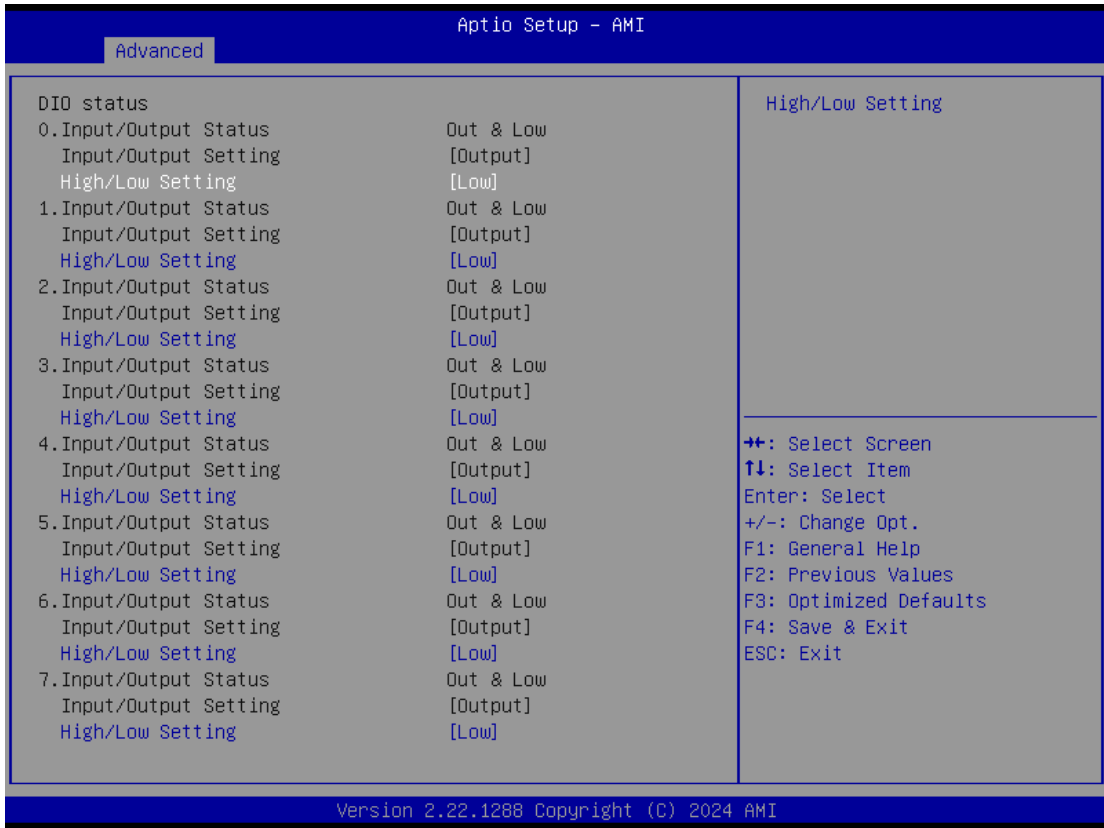 Aptio Setup – AMI
Advanced
DIO status
0.Input/Output Status Out & Low
Input/Output Setting [Output]
High/Low Setting [Low]
1.Input/Output Status Out & Low
Input/Output Setting [Output]
High/Low Setting [Low]
2.Input/Output Status Out & Low
Input/Output Setting [Output]
High/Low Setting [Low]
3.Input/Output Status Out & Low
Input/Output Setting [Output]
High/Low Setting [Low]
4.Input/Output Status Out & Low
Input/Output Setting [Output]
High/Low Setting [Low]
5.Input/Output Status Out & Low
Input/Output Setting [Output]
High/Low Setting [Low]
6.Input/Output Status Out & Low
Input/Output Setting [Output]
High/Low Setting [Low]
7.Input/Output Status Out & Low
Input/Output Setting [Output]
High/Low Setting [Low]
High/Low Setting
→←: Select Screen
↑↓: Select Item
Enter: Select
+/-: Change Opt.
F1: General Help
F2: Previous Values
F3: Optimized Defaults
F4: Save & Exit
ESC: Exit
Version 2.22.1288 Copyright (C) 2024 AMI